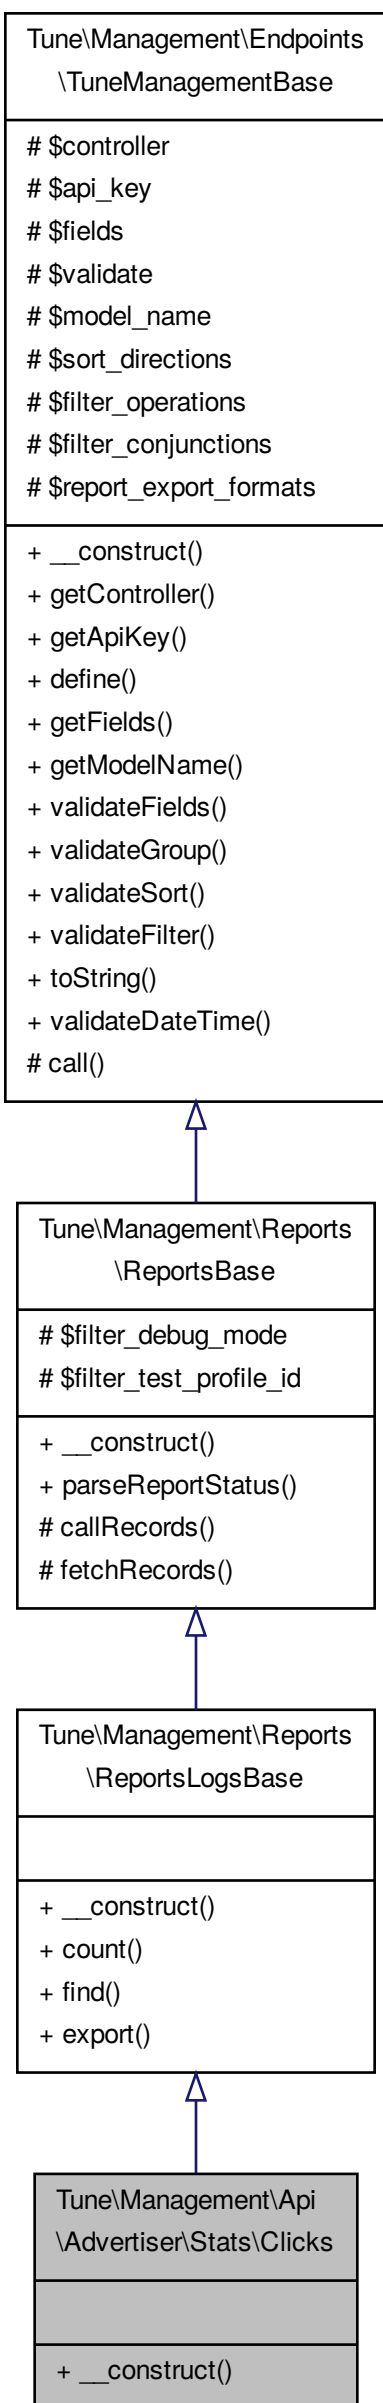 Tune\Management\Endpoints
\TuneManagementBase
# $controller
# $api_key
# $fields
# $validate
# $model_name
# $sort_directions
# $filter_operations
# $filter_conjunctions
# $report_export_formats
+ __construct()
+ getController()
+ getApiKey()
+ define()
+ getFields()
+ getModelName()
+ validateFields()
+ validateGroup()
+ validateSort()
+ validateFilter()
+ toString()
+ validateDateTime()
# call()
Tune\Management\Reports
\ReportsBase
# $filter_debug_mode
# $filter_test_profile_id
+ __construct()
+ parseReportStatus()
# callRecords()
# fetchRecords()
Tune\Management\Reports
\ReportsLogsBase
+ __construct()
+ count()
+ find()
+ export()
Tune\Management\Api
\Advertiser\Stats\Clicks
+ __construct()